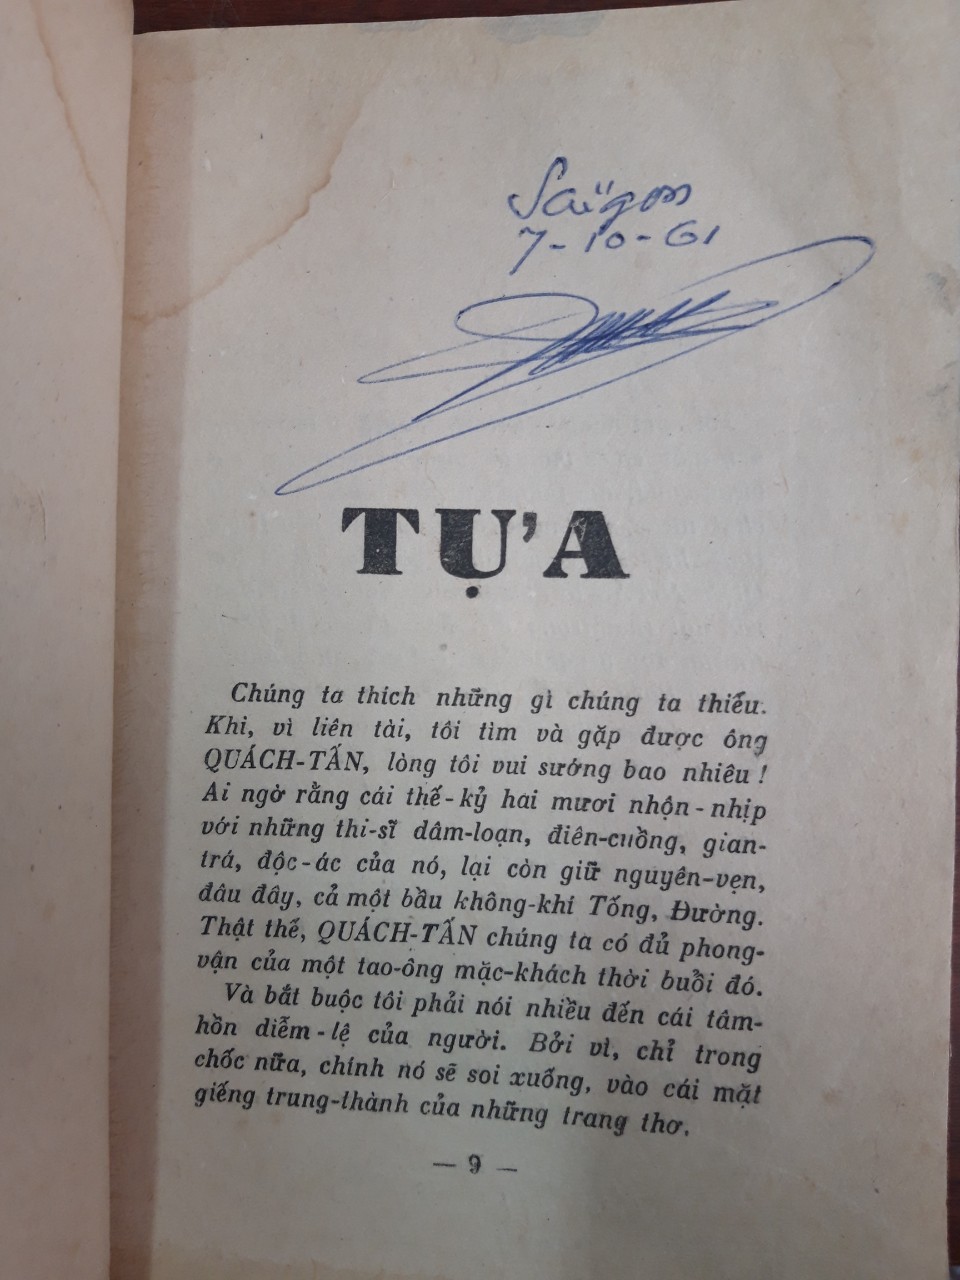 Saïgon
7-10-61
TỰA
Chúng ta thích những gì chúng ta thiếu.
Khi, vì liên tài, tôi tìm và gặp được ông
QUÁCH-TẤN, lòng tôi vui sướng bao nhiêu !
Ai ngờ rằng cái thế-kỷ hai mươi nhộn-nhịp
với những thi-sĩ dâm-loạn, điên-cuồng, gian-
trá, độc-ác của nó, lại còn giữ nguyên-vẹn,
đâu đây, cả một bầu không-khi Tống, Đường.
Thật thế, QUÁCH-TẤN chúng ta có đủ phong-
vận của một tao-ông mặc-khách thời buổi đó.
Và bắt buộc tôi phải nói nhiều đến cái tâm-
hồn diễm-lệ của người. Bởi vì, chỉ trong
chốc nữa, chính nó sẽ soi xuống, vào cái mặt
giếng trung-thành của những trang thơ.
— 9 —